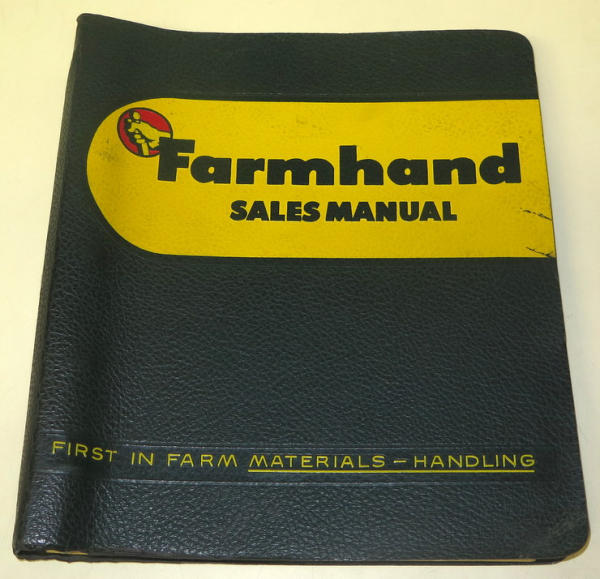 Farmhand
SALES MANUAL
FIRST IN FARM MATERIALS – HANDLING